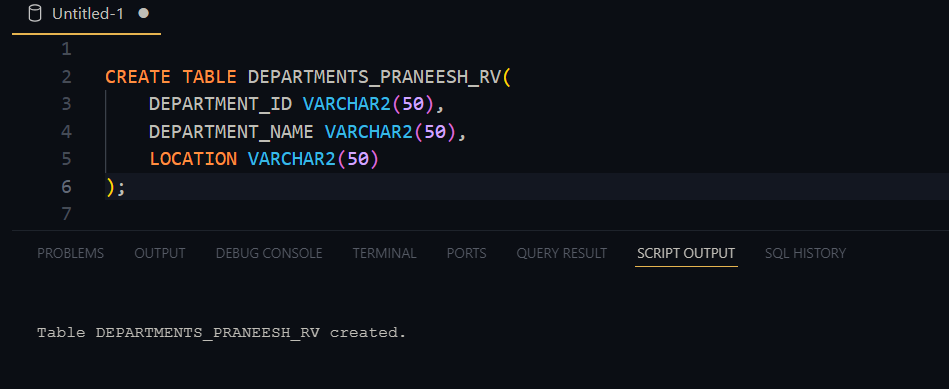 Untitled-1
1
2 CREATE TABLE DEPARTMENTS_PRANEESH_RV(
3     DEPARTMENT_ID VARCHAR2(50),
4     DEPARTMENT_NAME VARCHAR2(50),
5     LOCATION VARCHAR2(50)
6 );
7
PROBLEMS OUTPUT DEBUG CONSOLE TERMINAL PORTS QUERY RESULT SCRIPT OUTPUT SQL HISTORY
Table DEPARTMENTS_PRANEESH_RV created.